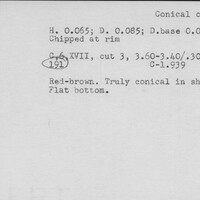 Conical c
H. 0.065; D. 0.085; D.base 0.0
Chipped at rim
C,6,XVII, cut 3, 3.60-3.40/.30
191 C-1.939
Red-brown. Truly conical in sh
Flat bottom.